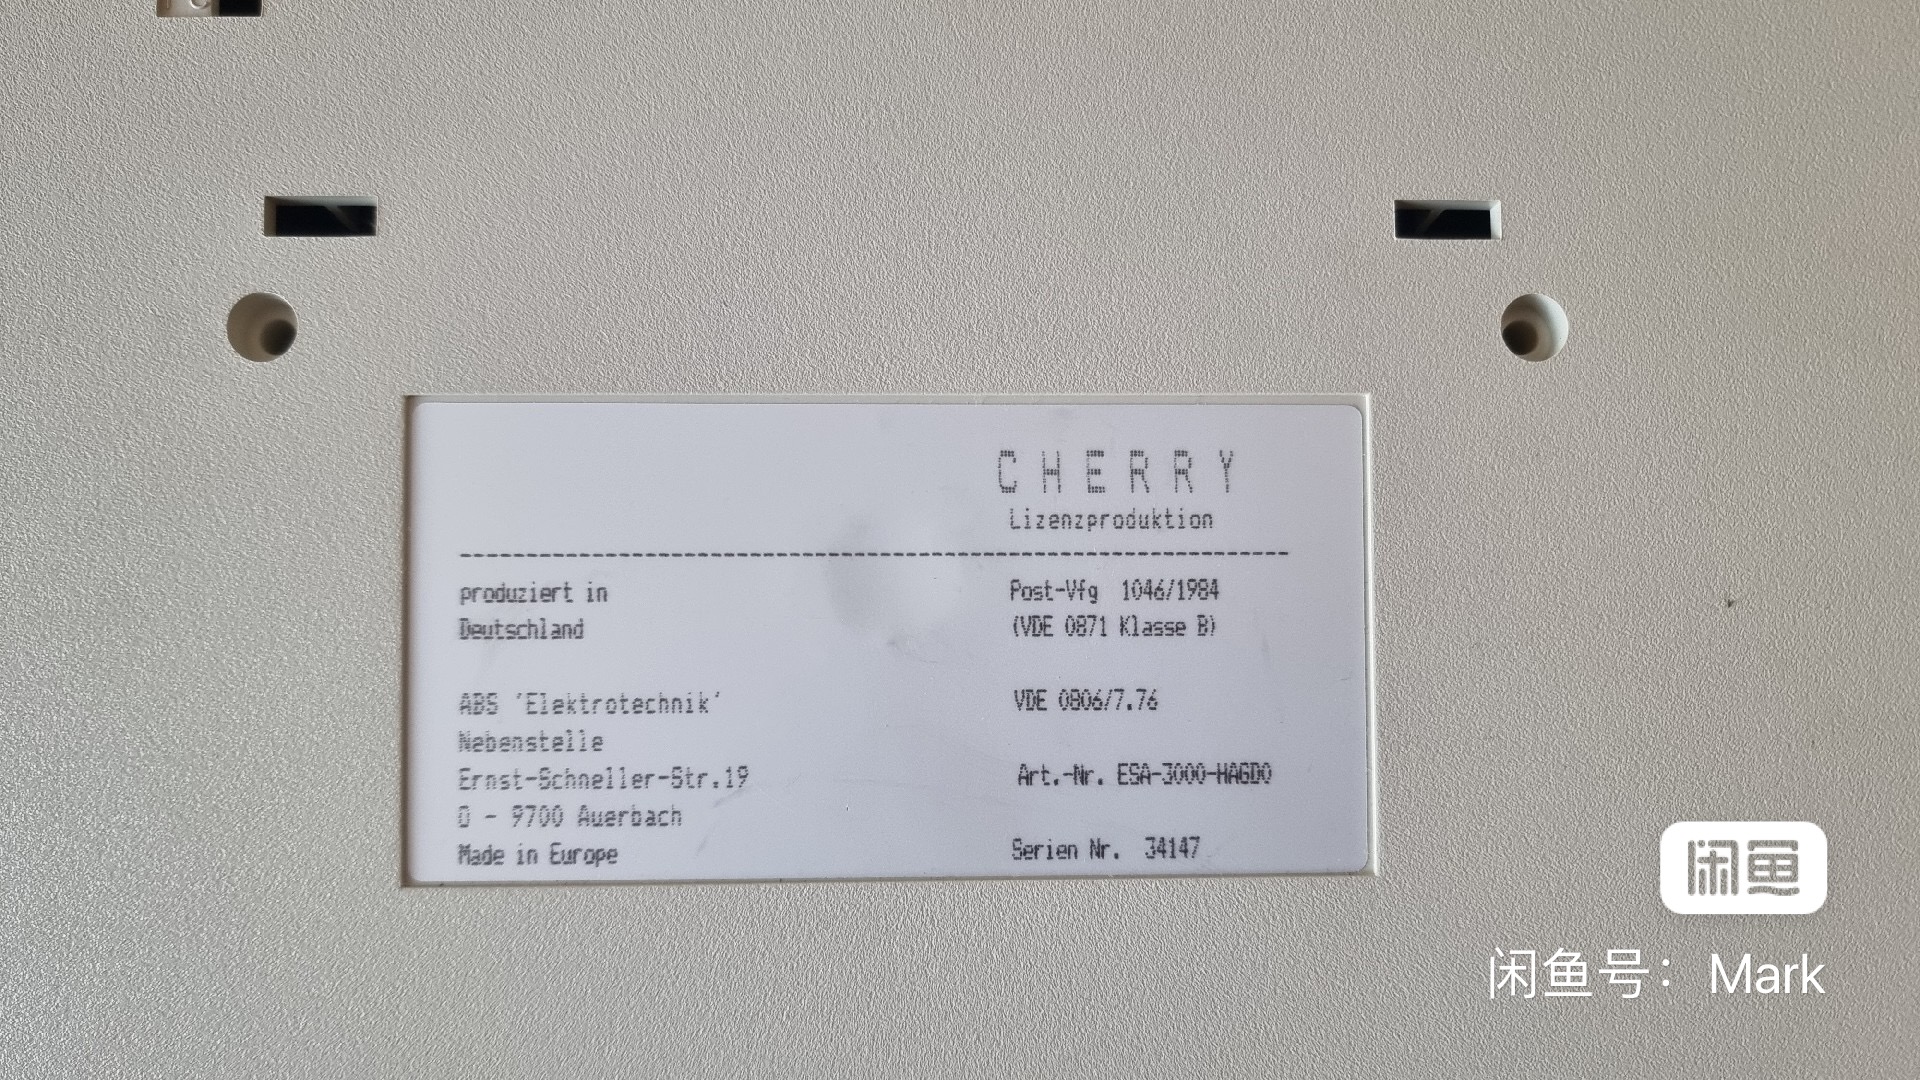 CHERRY
Lizenzproduktion
produziert in
Deutschland
ABS 'Elektrotechnik'
Nebenstelle
Ernst-Schneller-Str.19
O - 9700 Auerbach
Made in Europe
Post-Vfg 1046/1984
(VDE 0871 Klasse B)
VDE 0806/7.76
Art.-Nr. ESA-3000-HAGDO
Serien Nr. 34147
闲鱼
闲鱼号：Mark